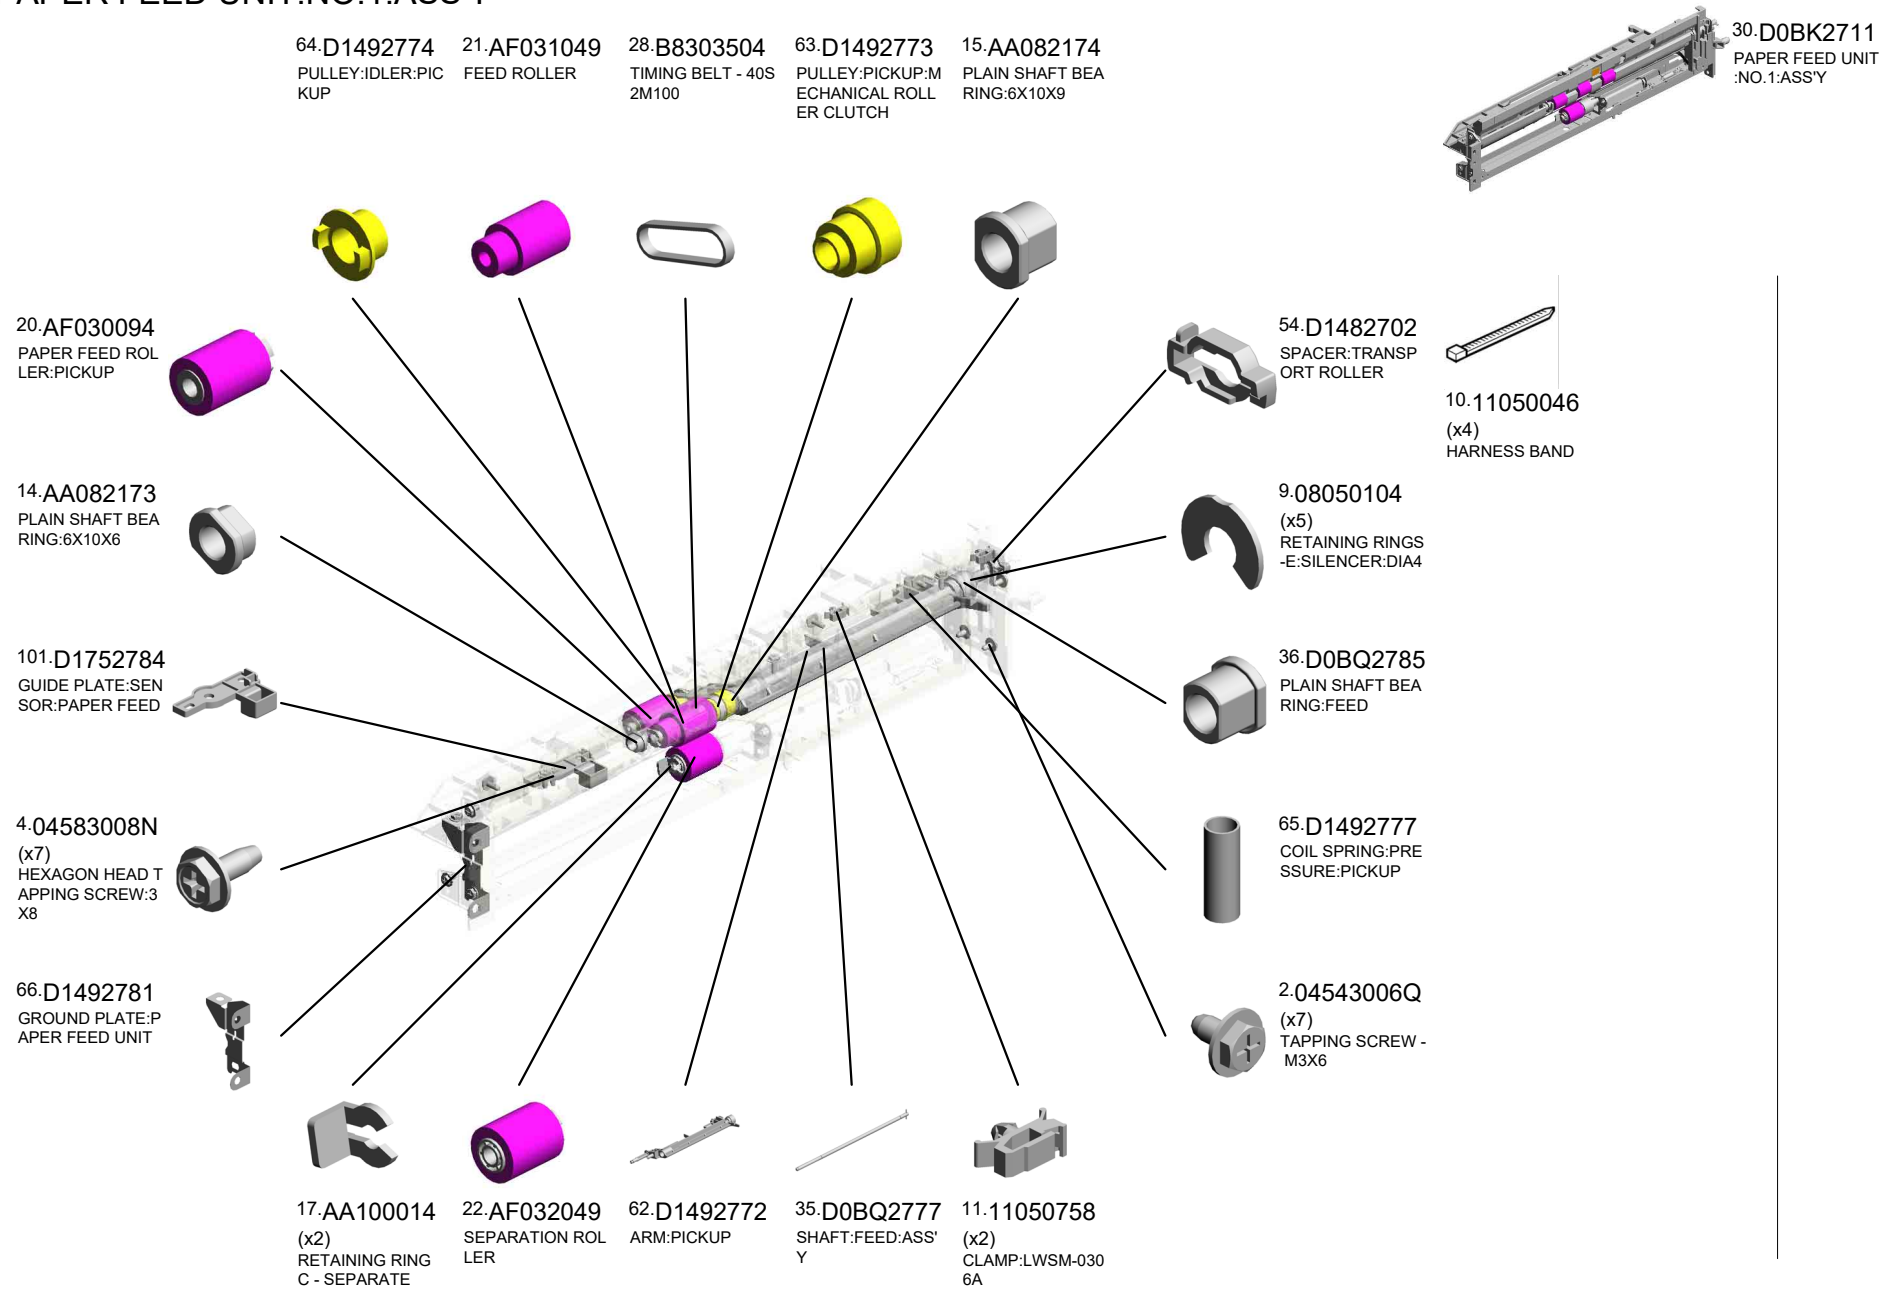 APER FEED UNIT:NO.1:ASS'Y
64.D1492774
PULLEY:IDLER:PIC
KUP
21.AF031049
FEED ROLLER
28.B8303504
TIMING BELT - 40S
2M100
63.D1492773
PULLEY:PICKUP:M
ECHANICAL ROLL
ER CLUTCH
15.AA082174
PLAIN SHAFT BEA
RING:6X10X9
30.D0BK2711
PAPER FEED UNIT
:NO.1:ASS'Y
20.AF030094
PAPER FEED ROL
LER:PICKUP
54.D1482702
SPACER:TRANSP
ORT ROLLER
10.11050046
(x4)
HARNESS BAND
14.AA082173
PLAIN SHAFT BEA
RING:6X10X6
9.08050104
(x5)
RETAINING RINGS
-E:SILENCER:DIA4
101.D1752784
GUIDE PLATE:SEN
SOR:PAPER FEED
36.D0BQ2785
PLAIN SHAFT BEA
RING:FEED
4.04583008N
(x7)
HEXAGON HEAD T
APPING SCREW:3
X8
65.D1492777
COIL SPRING:PRE
SSURE:PICKUP
66.D1492781
GROUND PLATE:P
APER FEED UNIT
2.04543006Q
(x7)
TAPPING SCREW -
M3X6
17.AA100014
(x2)
RETAINING RING
C - SEPARATE
22.AF032049
SEPARATION ROL
LER
62.D1492772
ARM:PICKUP
35.D0BQ2777
SHAFT:FEED:ASS'
Y
11.11050758
(x2)
CLAMP:LWSM-030
6A